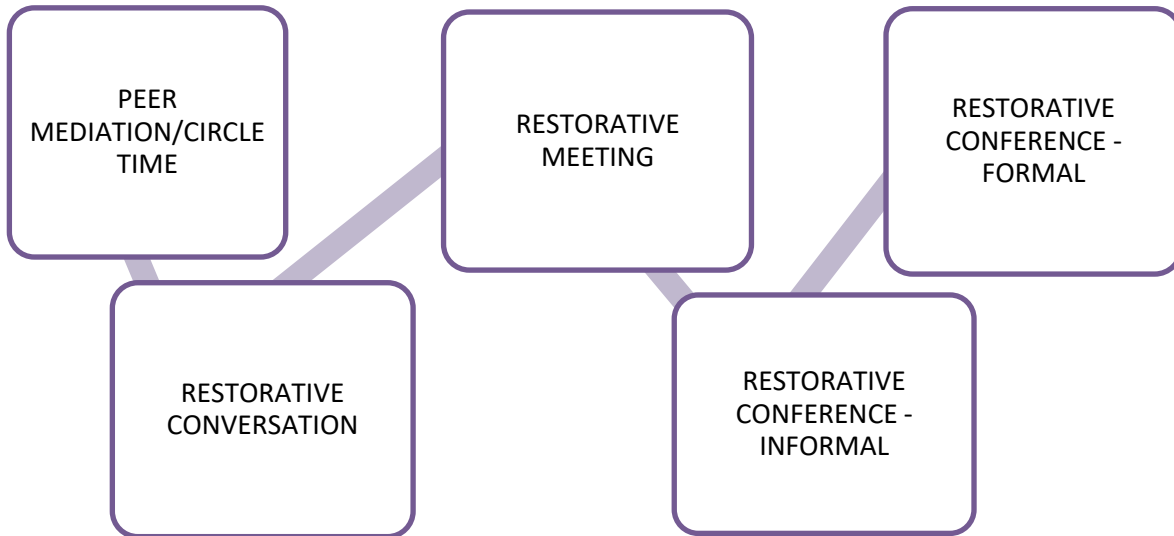 PEER
MEDIATION/CIRCLE
TIME
RESTORATIVE
CONVERSATION
RESTORATIVE
MEETING
RESTORATIVE
CONFERENCE -
INFORMAL
RESTORATIVE
CONFERENCE -
FORMAL